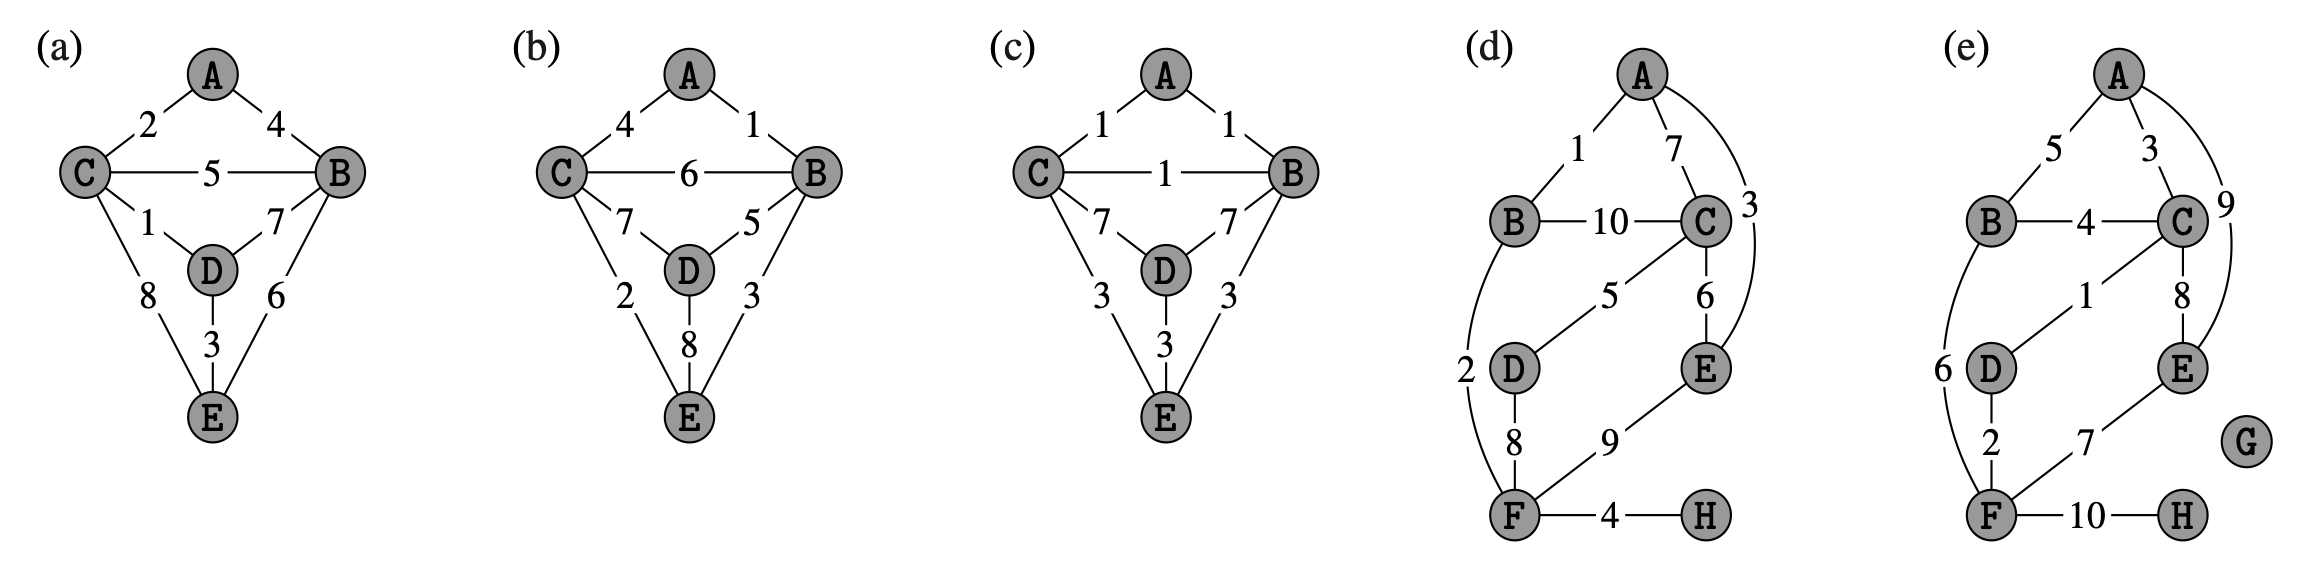 (a) (b) (c) (d) (e)
A A A A A
2 4 4 1 1 1 1 7 5 3
C 5 B C 6 B C 1 B 3 9
B 10 C B 4 C
1 7 7 5 7 7
D D D
8 6 2 3 3 3 5 6 1 8
3 8 3
2 D E 6 D E
E E E
8 9 2 7 G
F 4 H F 10 H